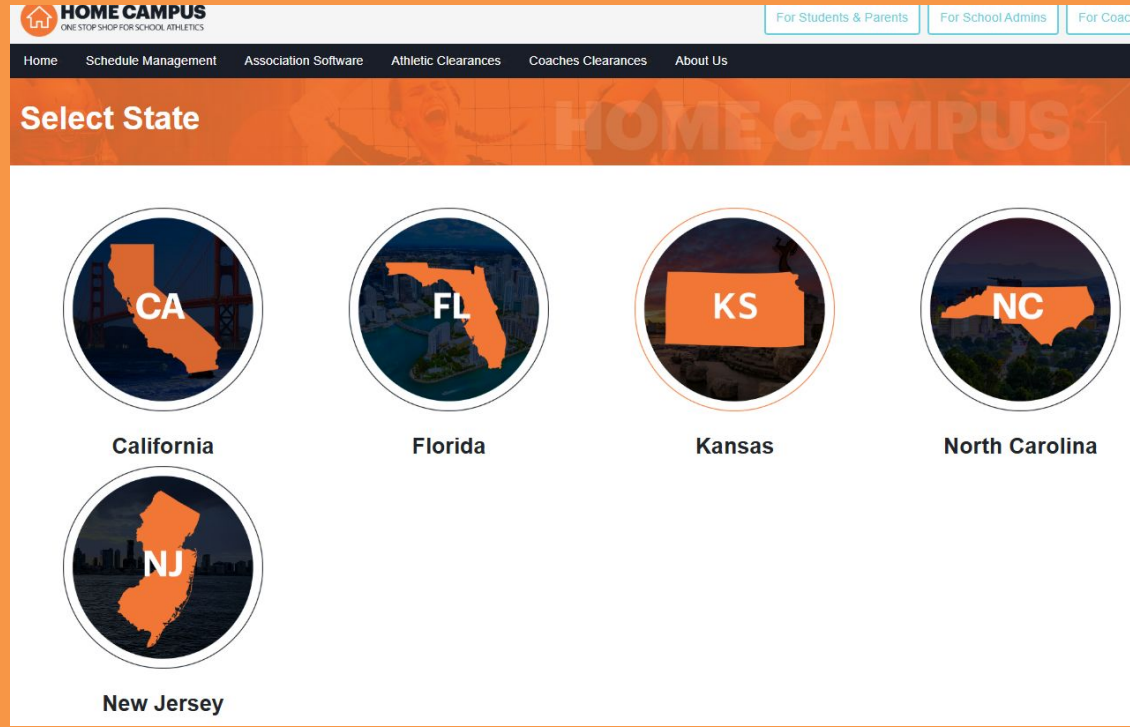 HOME CAMPUS
ONE STOP SHOP FOR SCHOOL ATHLETICS
For Students & Parents
For School Admins
For Coac
Home
Schedule Management
Association Software
Athletic Clearances
Coaches Clearances
About Us
Select State
HOME CAMPUS
CA
FL
KS
NC
California
Florida
Kansas
North Carolina
NJ
New Jersey